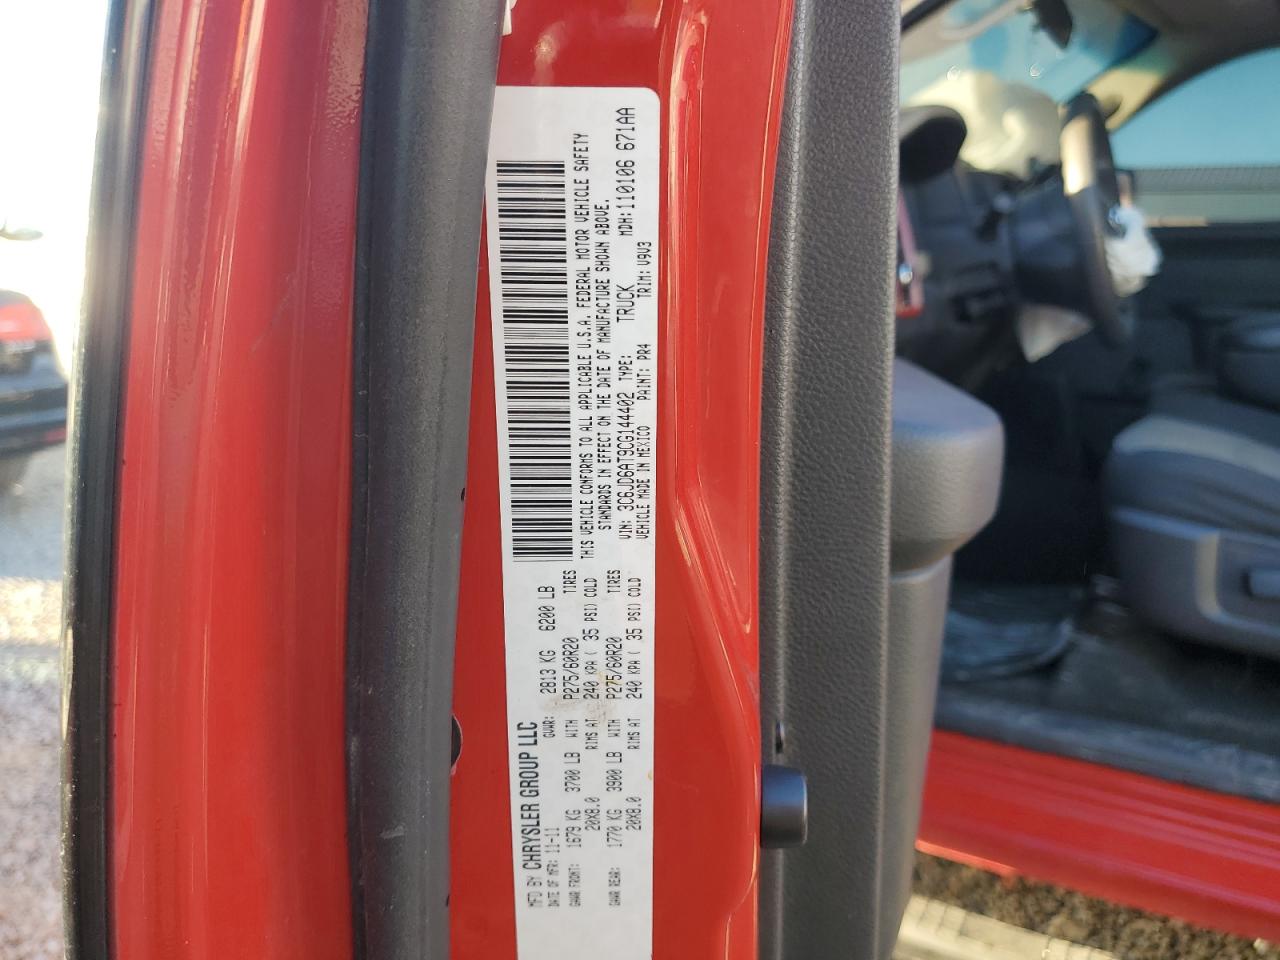 MFD BY CHRYSLER GROUP LLC
DATE OF MFR: 11-11 GVWR: 2813 KG 6200 LB
GAWR FRONT: 1679 KG 3700 LB WITH P275/60R20 TIRES
20X8.0 RIMS AT 240 KPA ( 35 PSI) COLD
GAWR REAR: 1770 KG 3900 LB WITH P275/60R20 TIRES
20X8.0 RIMS AT 240 KPA ( 35 PSI) COLD
THIS VEHICLE CONFORMS TO ALL APPLICABLE U.S.A. FEDERAL MOTOR VEHICLE SAFETY
STANDARDS IN EFFECT ON THE DATE OF MANUFACTURE SHOWN ABOVE.
VIN: 3C6JD6AT9CG144402 TYPE: TRUCK MDH: 110106 671AA
VEHICLE MADE IN MEXICO PAINT: PR4 TRIM: V9V3